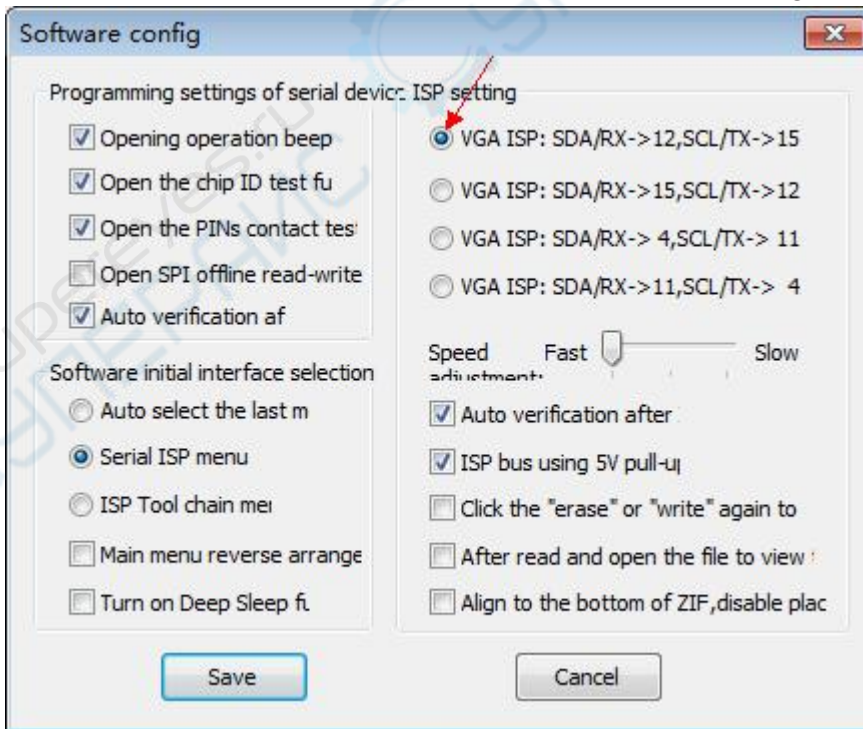 Software config
Programming settings of serial devic
Opening operation beep
Open the chip ID test fu
Open the PINs contact tes
Open SPI offline read-write
Auto verification af
Software initial interface selection
Auto select the last m
Serial ISP menu
ISP Tool chain me
Main menu reverse arrange
Turn on Deep Sleep f
ISP setting
VGA ISP: SDA/RX->12,SCL/TX->15
VGA ISP: SDA/RX->15,SCL/TX->12
VGA ISP: SDA/RX-> 4,SCL/TX-> 11
VGA ISP: SDA/RX->11,SCL/TX-> 4
Speed Fast Slow
adjustment:
Auto verification after
ISP bus using 5V pull-u
Click the "erase" or "write" again to
After read and open the file to view
Align to the bottom of ZIF,disable plac
Save
Cancel